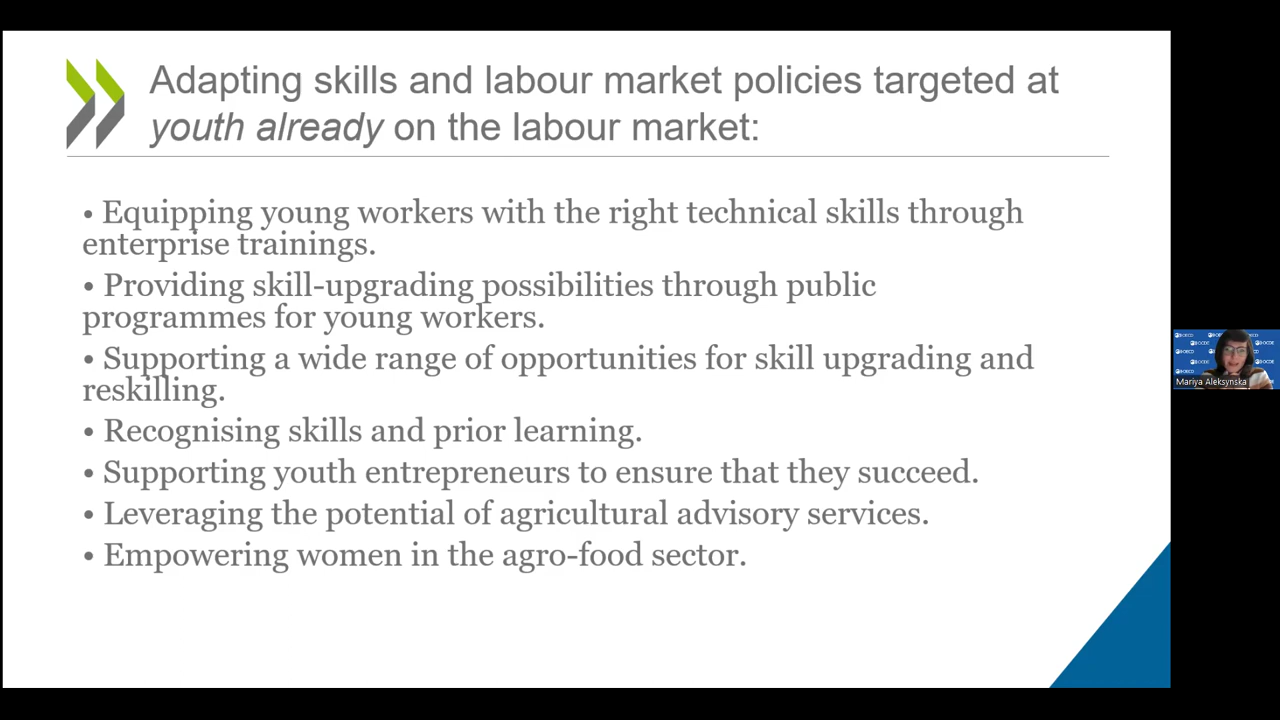 Adapting skills and labour market policies targeted at
youth already on the labour market:
• Equipping young workers with the right technical skills through
enterprise trainings.
• Providing skill-upgrading possibilities through public
programmes for young workers.
• Supporting a wide range of opportunities for skill upgrading and
reskilling.
• Recognising skills and prior learning.
• Supporting youth entrepreneurs to ensure that they succeed.
• Leveraging the potential of agricultural advisory services.
• Empowering women in the agro-food sector.
Mariya Aleksynska